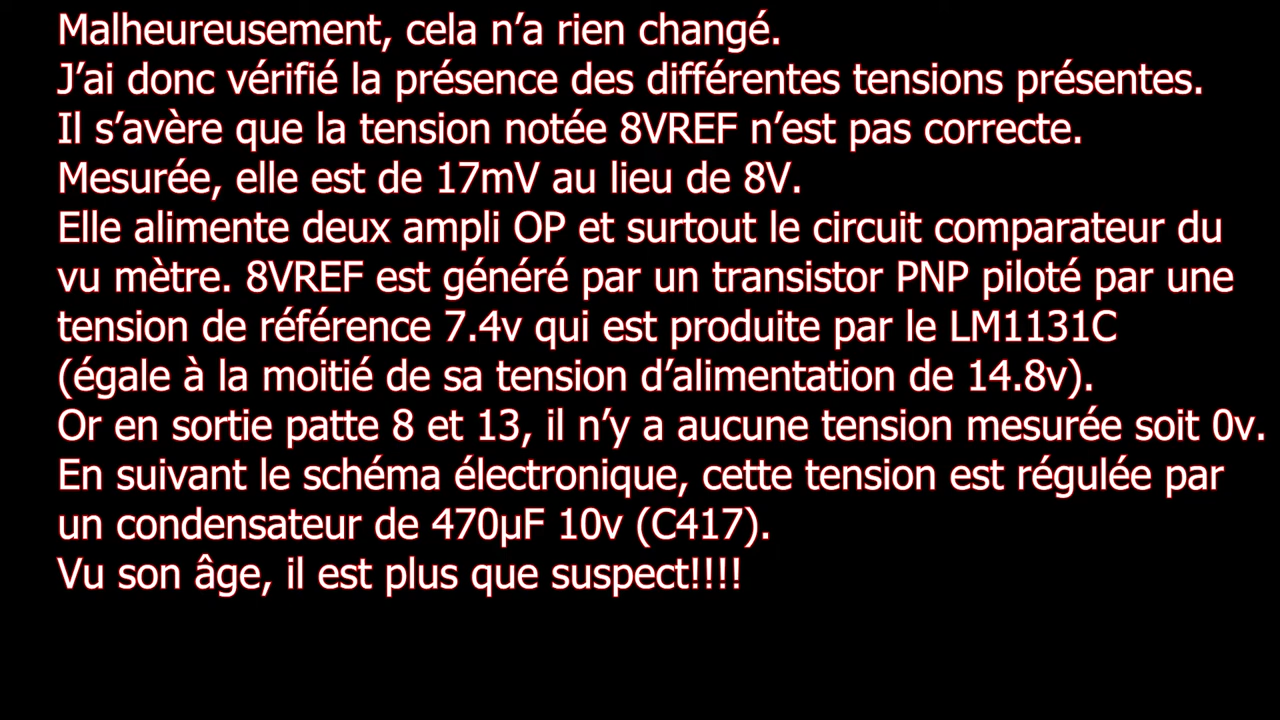 Malheureusement, cela n’a rien changé.
J’ai donc vérifié la présence des différentes tensions présentes.
Il s’avère que la tension notée 8VREF n’est pas correcte.
Mesurée, elle est de 17mV au lieu de 8V.
Elle alimente deux ampli OP et surtout le circuit comparateur du
vu mètre. 8VREF est généré par un transistor PNP piloté par une
tension de référence 7.4v qui est produite par le LM1131C
(égale à la moitié de sa tension d’alimentation de 14.8v).
Or en sortie patte 8 et 13, il n’y a aucune tension mesurée soit 0v.
En suivant le schéma électronique, cette tension est régulée par
un condensateur de 470µF 10v (C417).
Vu son âge, il est plus que suspect!!!!